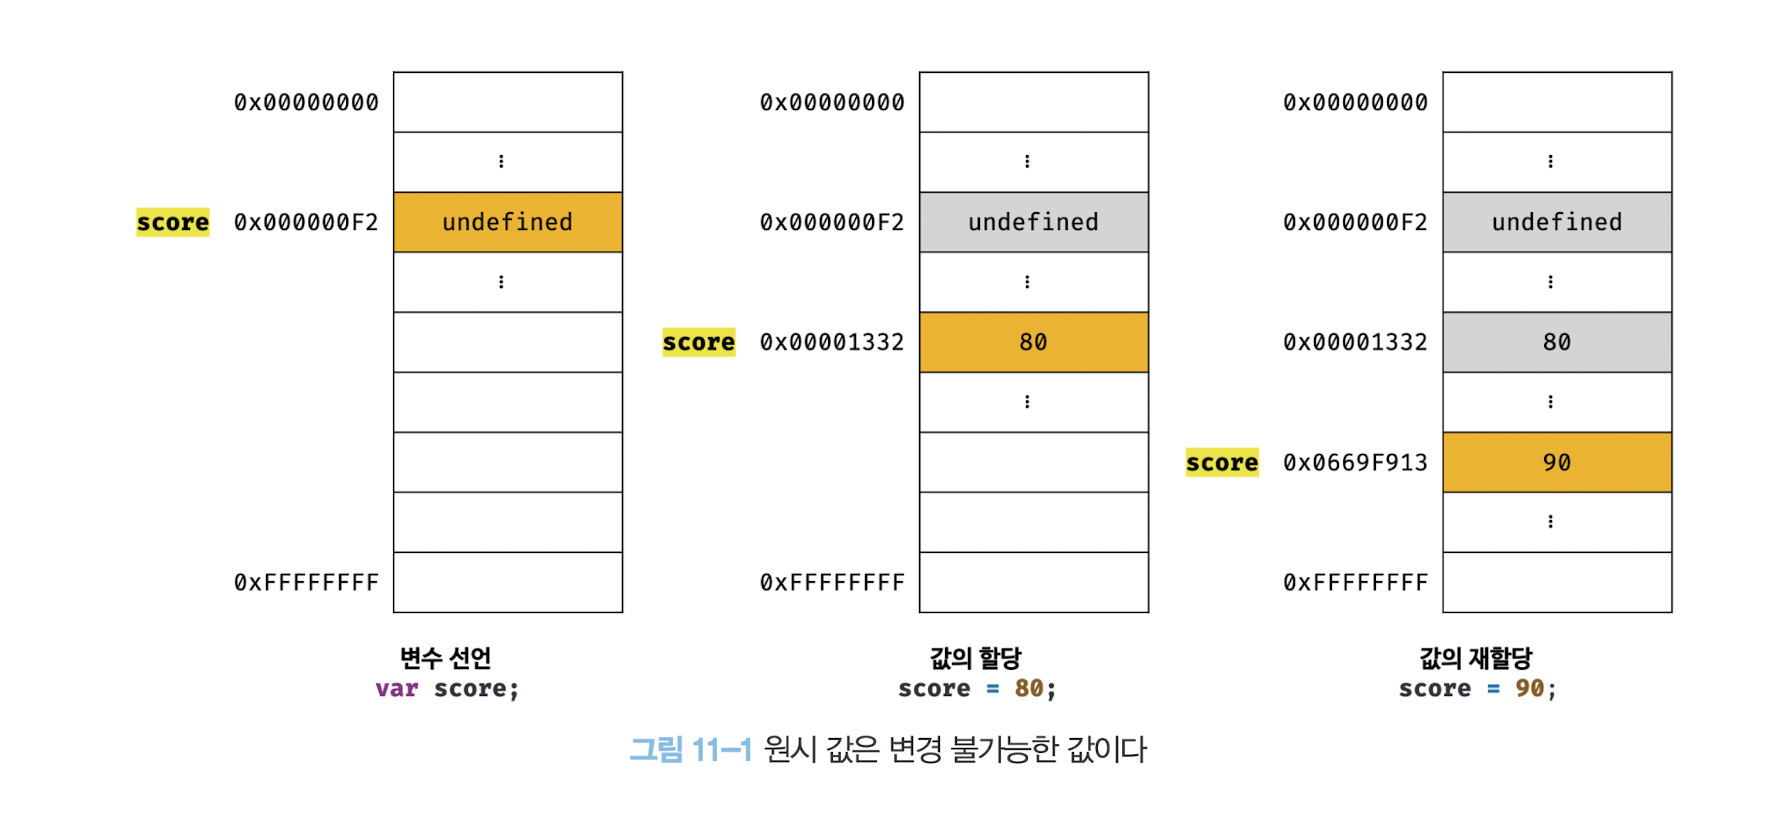 0x00000000
⋮
score 0x000000F2 undefined
⋮
0xFFFFFFFF
변수 선언
var score;
0x00000000
⋮
0x000000F2 undefined
⋮
score 0x00001332 80
⋮
0xFFFFFFFF
값의 할당
score = 80;
0x00000000
⋮
0x000000F2 undefined
⋮
0x00001332 80
⋮
score 0x0669F913 90
⋮
0xFFFFFFFF
값의 재할당
score = 90;
그림 11-1 원시 값은 변경 불가능한 값이다